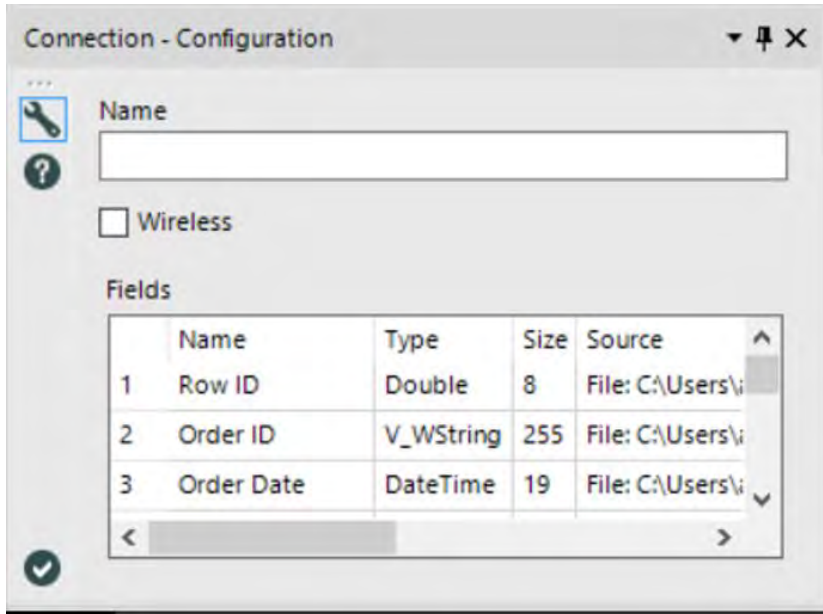 Connection - Configuration
Name
Wireless
Fields
Name Type Size Source
1 Row ID Double 8 File: C:\Users\
2 Order ID V_WString 255 File: C:\Users\
3 Order Date DateTime 19 File: C:\Users\